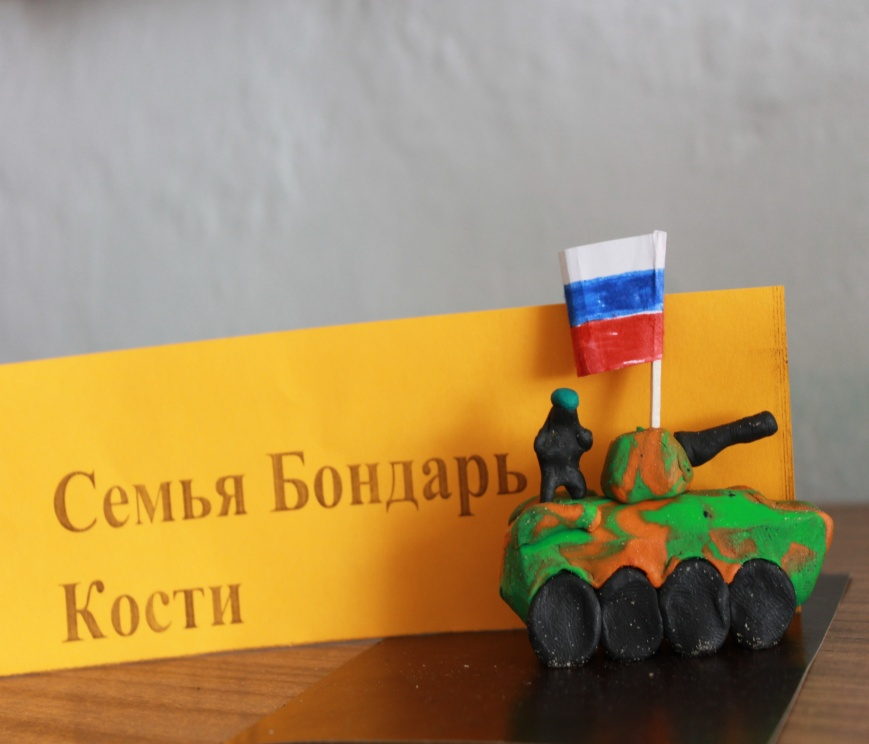 Семья Бондарь
Кости